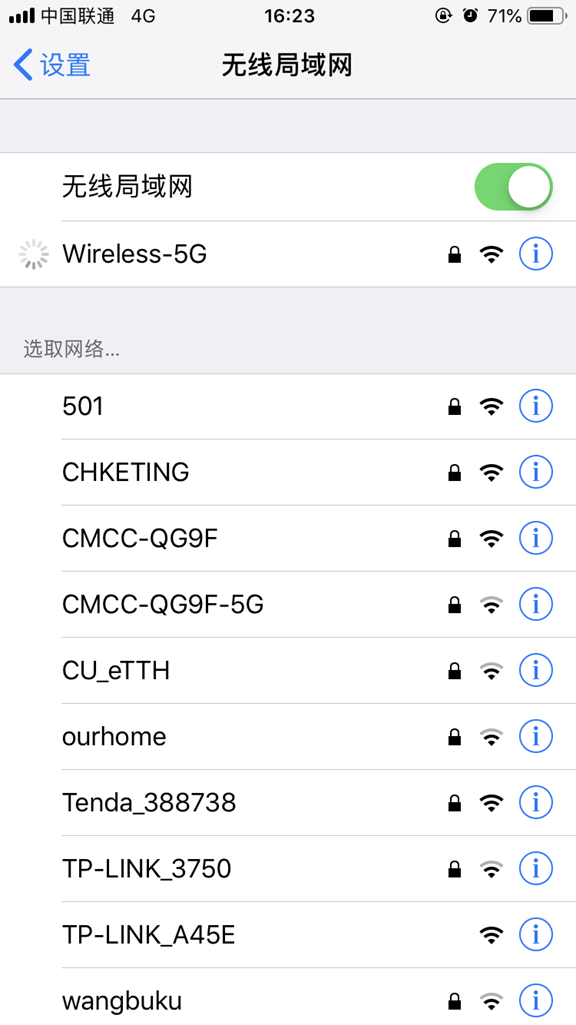 中国联通 4G 16:23 71%
设置 无线局域网
无线局域网
Wireless-5G
选取网络...
501
CHKETING
CMCC-QG9F
CMCC-QG9F-5G
CU_eTTH
ourhome
Tenda_388738
TP-LINK_3750
TP-LINK_A45E
wangbuku